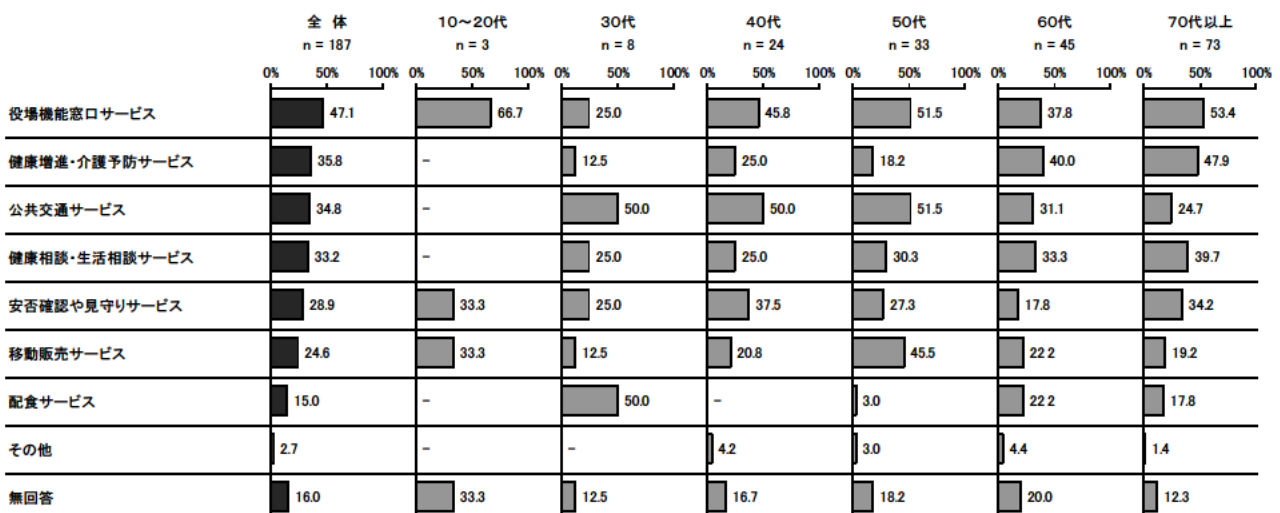 全 体 10～20代 30代 40代 50代 60代 70代以上
n = 187 n = 3 n = 8 n = 24 n = 33 n = 45 n = 73
0% 50% 100% 0% 50% 100% 0% 50% 100% 0% 50% 100% 0% 50% 100% 0% 50% 100% 0% 50% 100%
役場機能窓口サービス 47.1 66.7 25.0 45.8 51.5 37.8 53.4
健康増進・介護予防サービス 35.8 - 12.5 25.0 18.2 40.0 47.9
公共交通サービス 34.8 - 50.0 50.0 51.5 31.1 24.7
健康相談・生活相談サービス 33.2 - 25.0 25.0 30.3 33.3 39.7
安否確認や見守りサービス 28.9 33.3 25.0 37.5 27.3 17.8 34.2
移動販売サービス 24.6 33.3 12.5 20.8 45.5 22 2 19.2
配食サービス 15.0 - 50.0 - 3.0 22 2 17.8
その他 2.7 - - 4.2 3.0 4.4 1.4
無回答 16.0 33.3 12.5 16.7 18.2 20.0 12.3